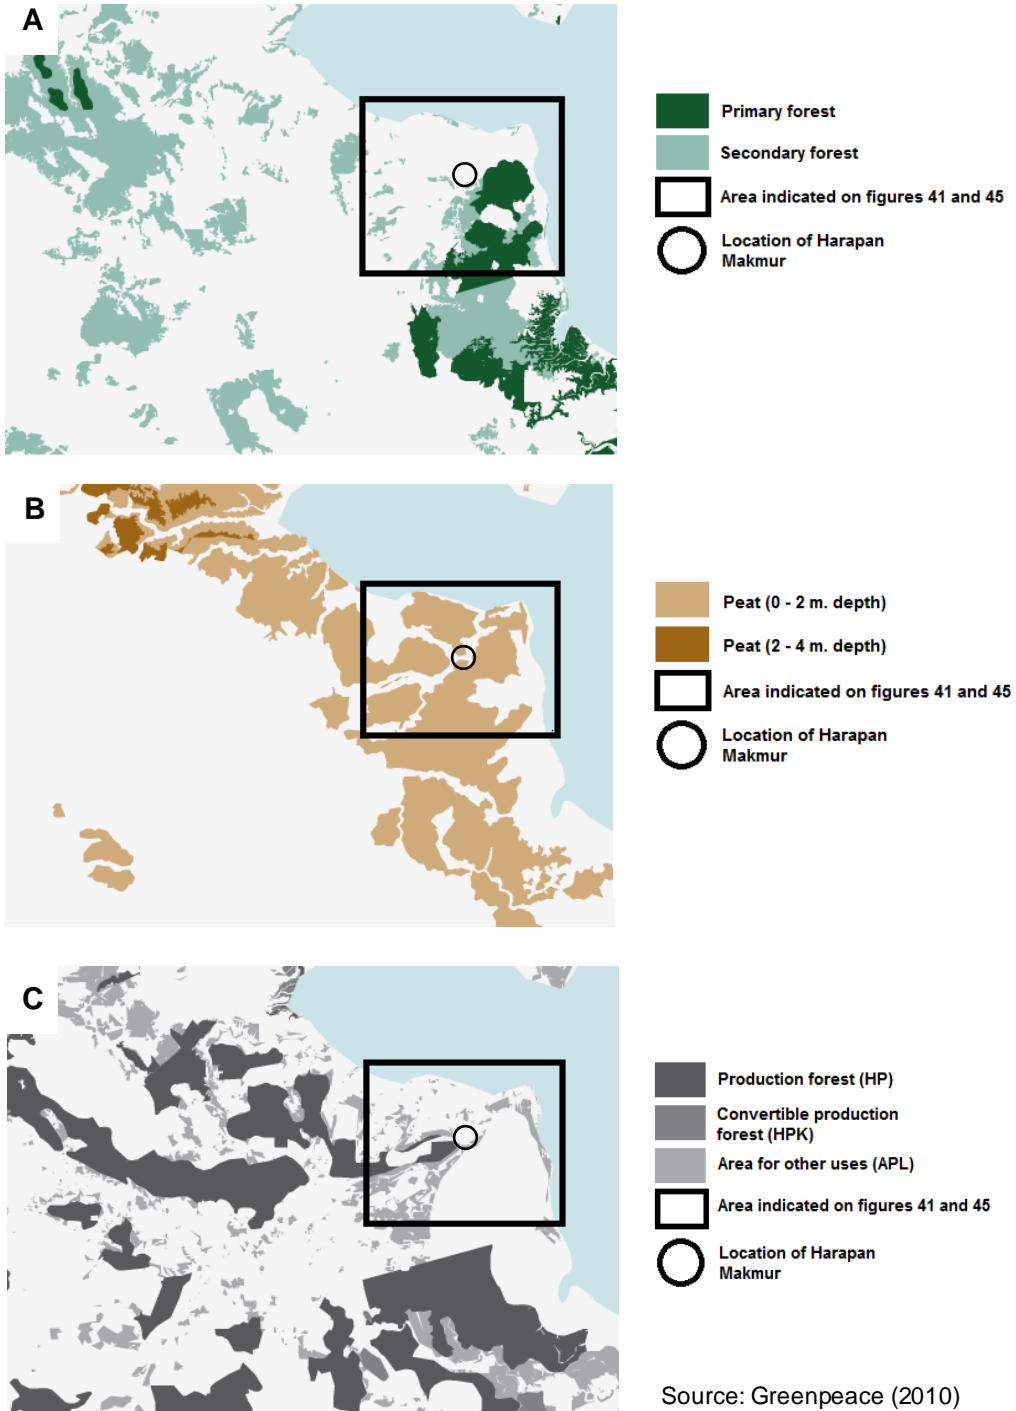 A
Primary forest
Secondary forest
Area indicated on figures 41 and 45
Location of Harapan
Makmur
B
Peat (0 - 2 m. depth)
Peat (2 - 4 m. depth)
Area indicated on figures 41 and 45
Location of Harapan
Makmur
C
Production forest (HP)
Convertible production
forest (HPK)
Area for other uses (APL)
Area indicated on figures 41 and 45
Location of Harapan
Makmur
Source: Greenpeace (2010)